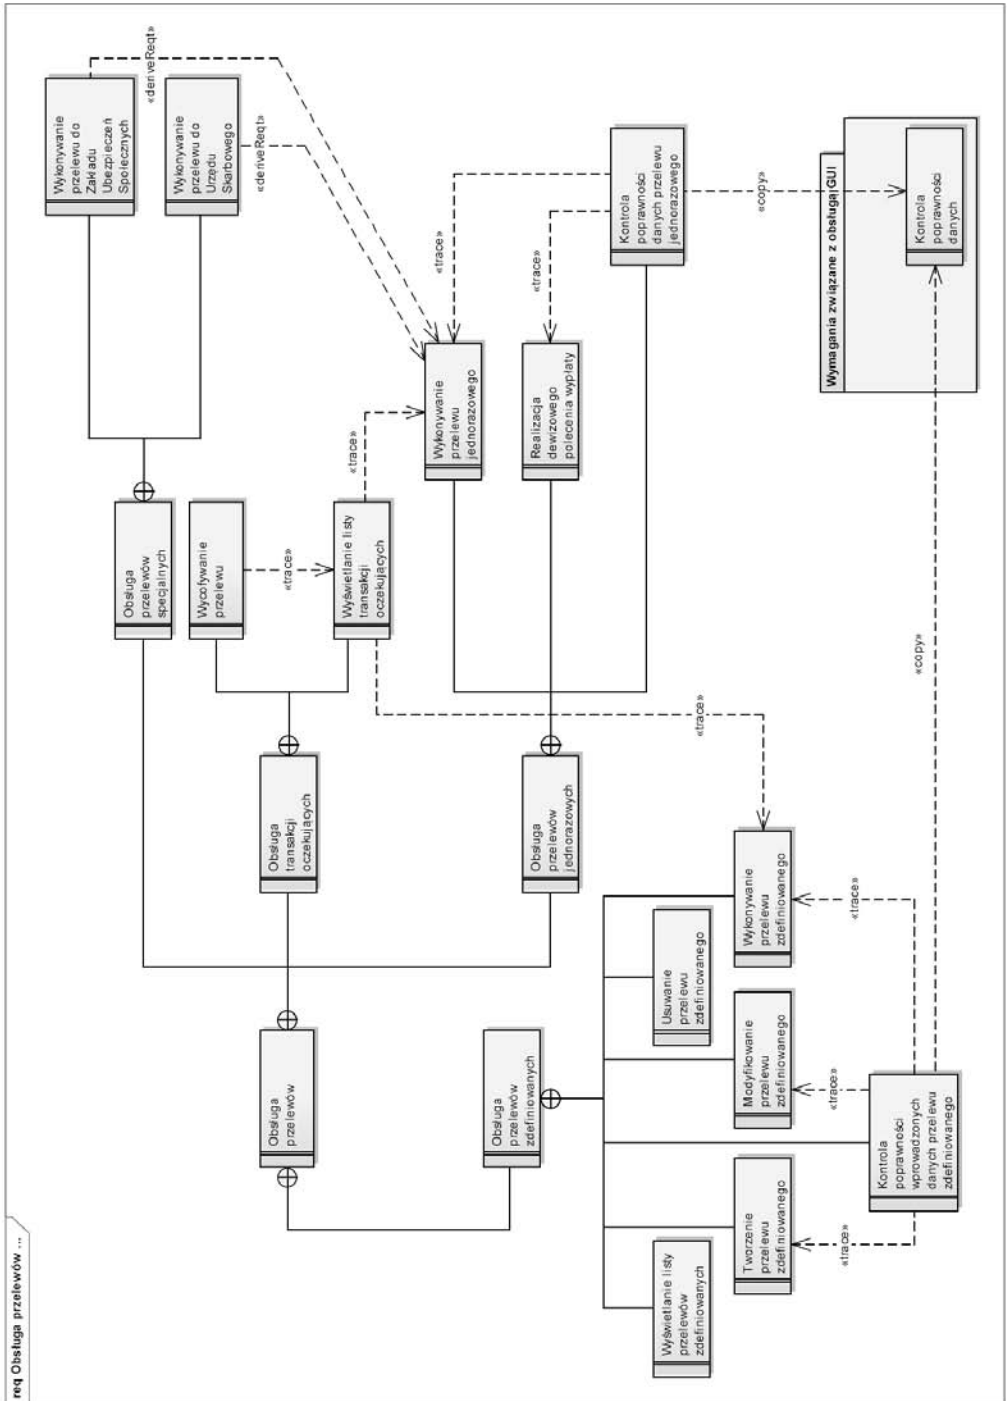 req Obsługa przelewów ...
Wyświetlanie listy
przelewów
zdefiniowanych
Tworzenie
przelewu
zdefiniowanego
«trace»
Kontrola
poprawności
wprowadzonych
danych przelewu
zdefiniowanego
Modyfikowanie
przelewu
zdefiniowanego
«trace»
Usuwanie
przelewu
zdefiniowanego
Wykonywanie
przelewu
zdefiniowanego
«trace»
Obsługa
przelewów
Obsługa
przelewów
zdefiniowanych
Obsługa
transakcji
oczekujących
Obsługa
przelewów
jednorazowych
«trace»
«copy»
Obsługa
przelewów
specjalnych
Wycofywanie
przelewu
«trace»
Wyświetlanie listy
transakcji
oczekujących
«trace»
Wykonywanie
przelewu
jednorazowego
Realizacja
dewizowego
polecenia wypłaty
«trace»
«trace»
Kontrola
poprawności
danych przelewu
jednorazowego
«copy»
Wymagania związane z obsługą GUI
Kontrola
poprawności
danych
Wykonywanie
przelewu do
Zakładu
Ubezpieczeń
Społecznych
Wykonywanie
przelewu do
Urzędu
Skarbowego
«deriveReqt»
«deriveReqt»